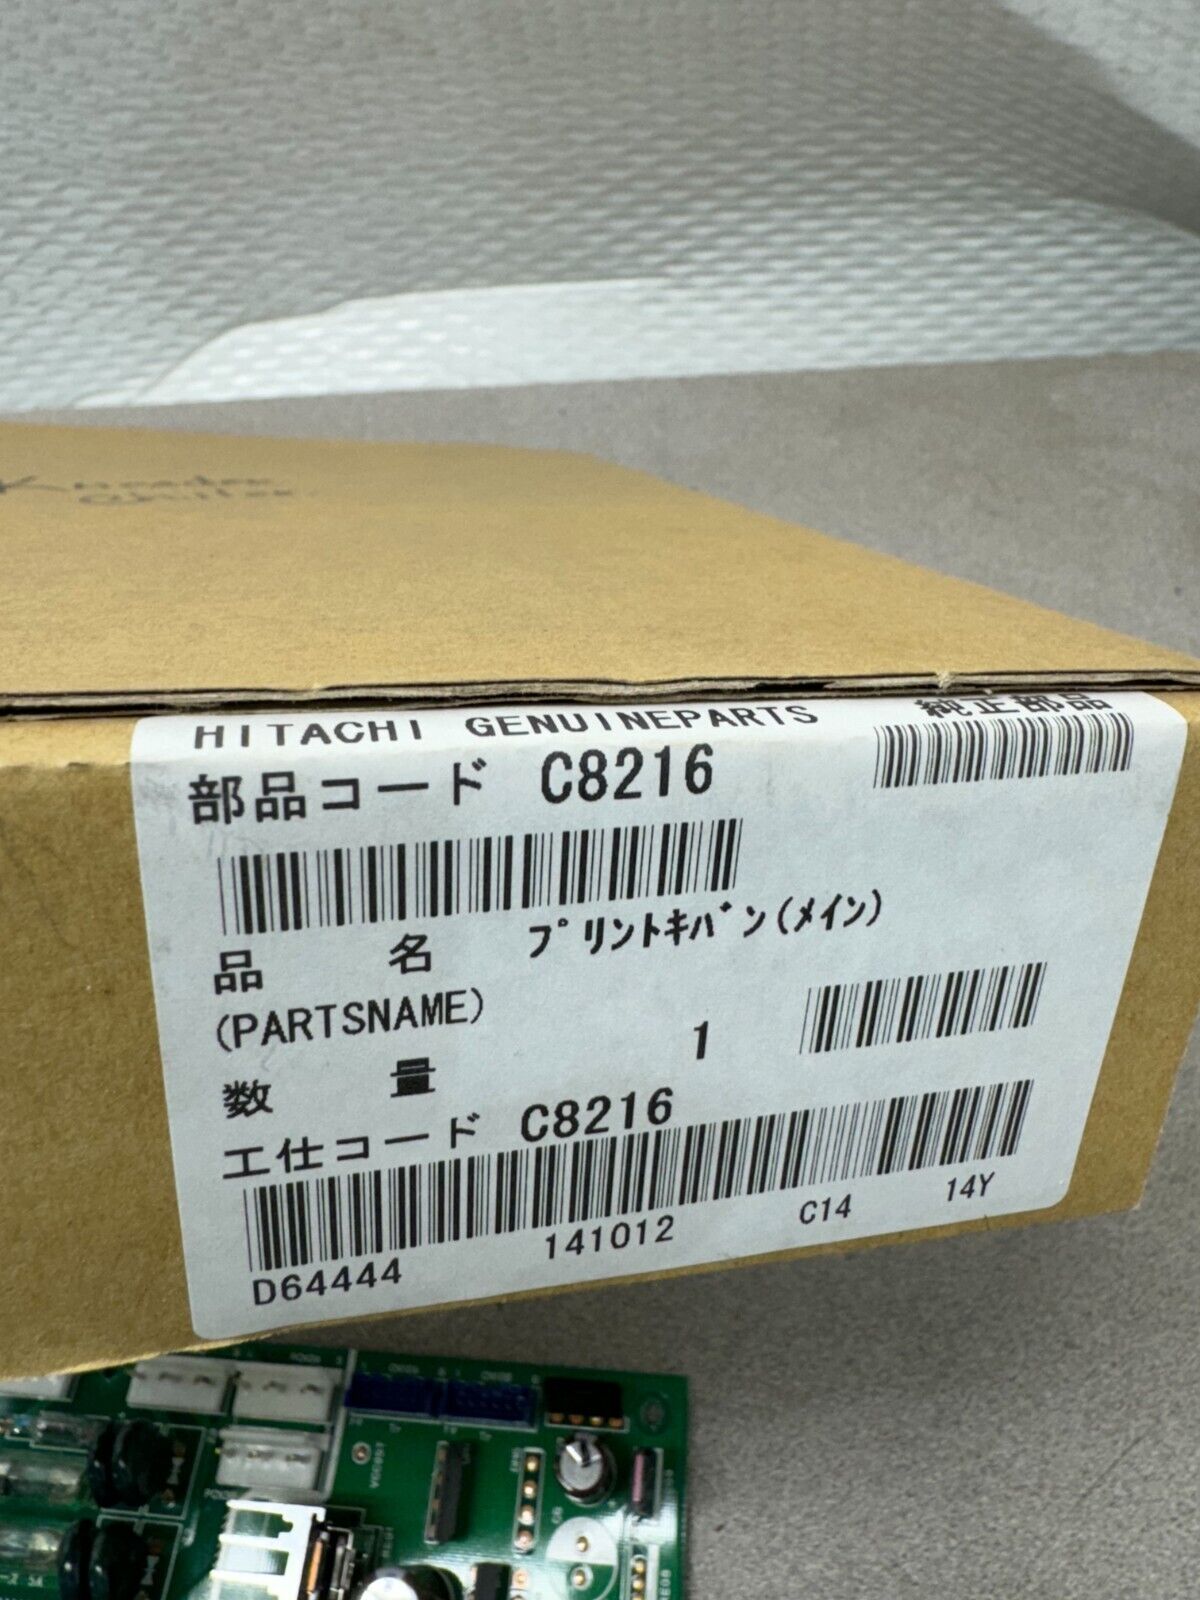 HITACHI GENUINEPARTS 純正部品
部品コード C8216
品 名 プリントキバン(メイン)
(PARTSNAME)
数 量 1
工仕コード C8216
D64444 141012 C14 14Y